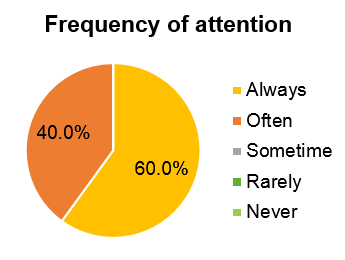 Frequency of attention
Always
Often
Sometime
Rarely
Never
40.0%
60.0%